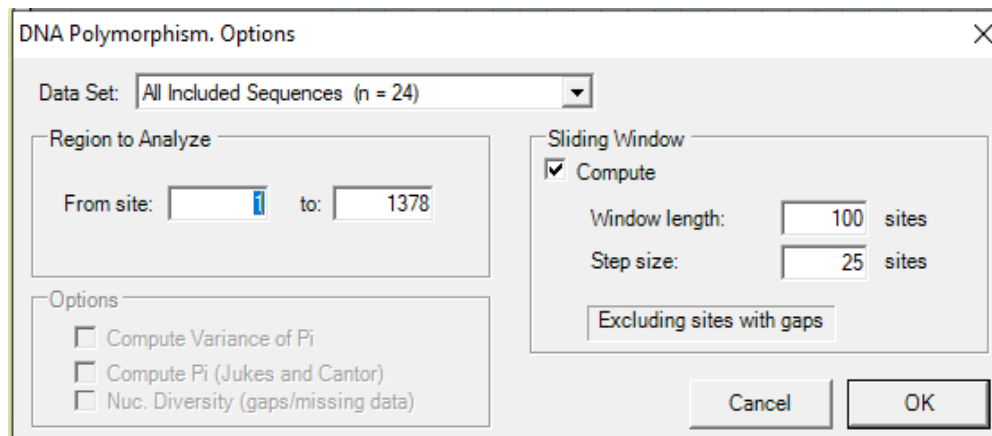 DNA Polymorphism. Options
Data Set: All Included Sequences (n = 24)
Region to Analyze
From site: 1 to: 1378
Sliding Window
Compute
Window length: 100 sites
Step size: 25 sites
Excluding sites with gaps
Options
Compute Variance of Pi
Compute Pi (Jukes and Cantor)
Nuc. Diversity (gaps/missing data)
Cancel OK